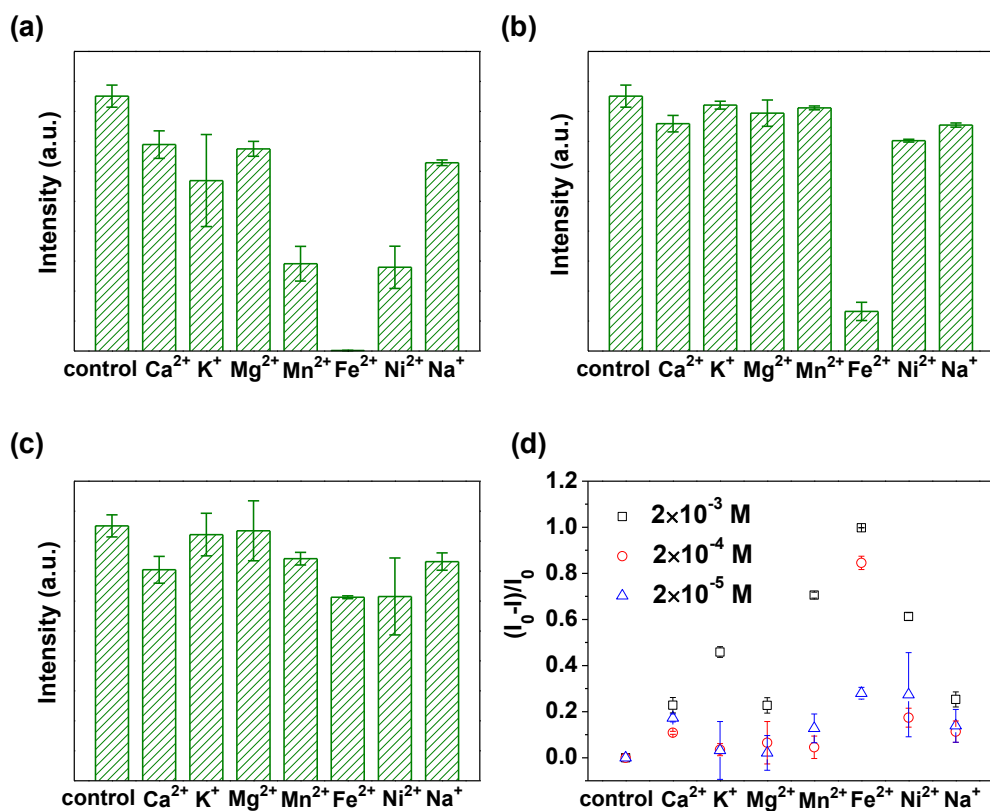 (a)
Intensity (a.u.)
control Ca²⁺ K⁺ Mg²⁺ Mn²⁺ Fe²⁺ Ni²⁺ Na⁺
(b)
Intensity (a.u.)
control Ca²⁺ K⁺ Mg²⁺ Mn²⁺ Fe²⁺ Ni²⁺ Na⁺
(c)
Intensity (a.u.)
control Ca²⁺ K⁺ Mg²⁺ Mn²⁺ Fe²⁺ Ni²⁺ Na⁺
(d)
(I₀-I)/I₀
1.2
1.0
0.8
0.6
0.4
0.2
0.0
2×10⁻³ M
2×10⁻⁴ M
2×10⁻⁵ M
control Ca²⁺ K⁺ Mg²⁺ Mn²⁺ Fe²⁺ Ni²⁺ Na⁺